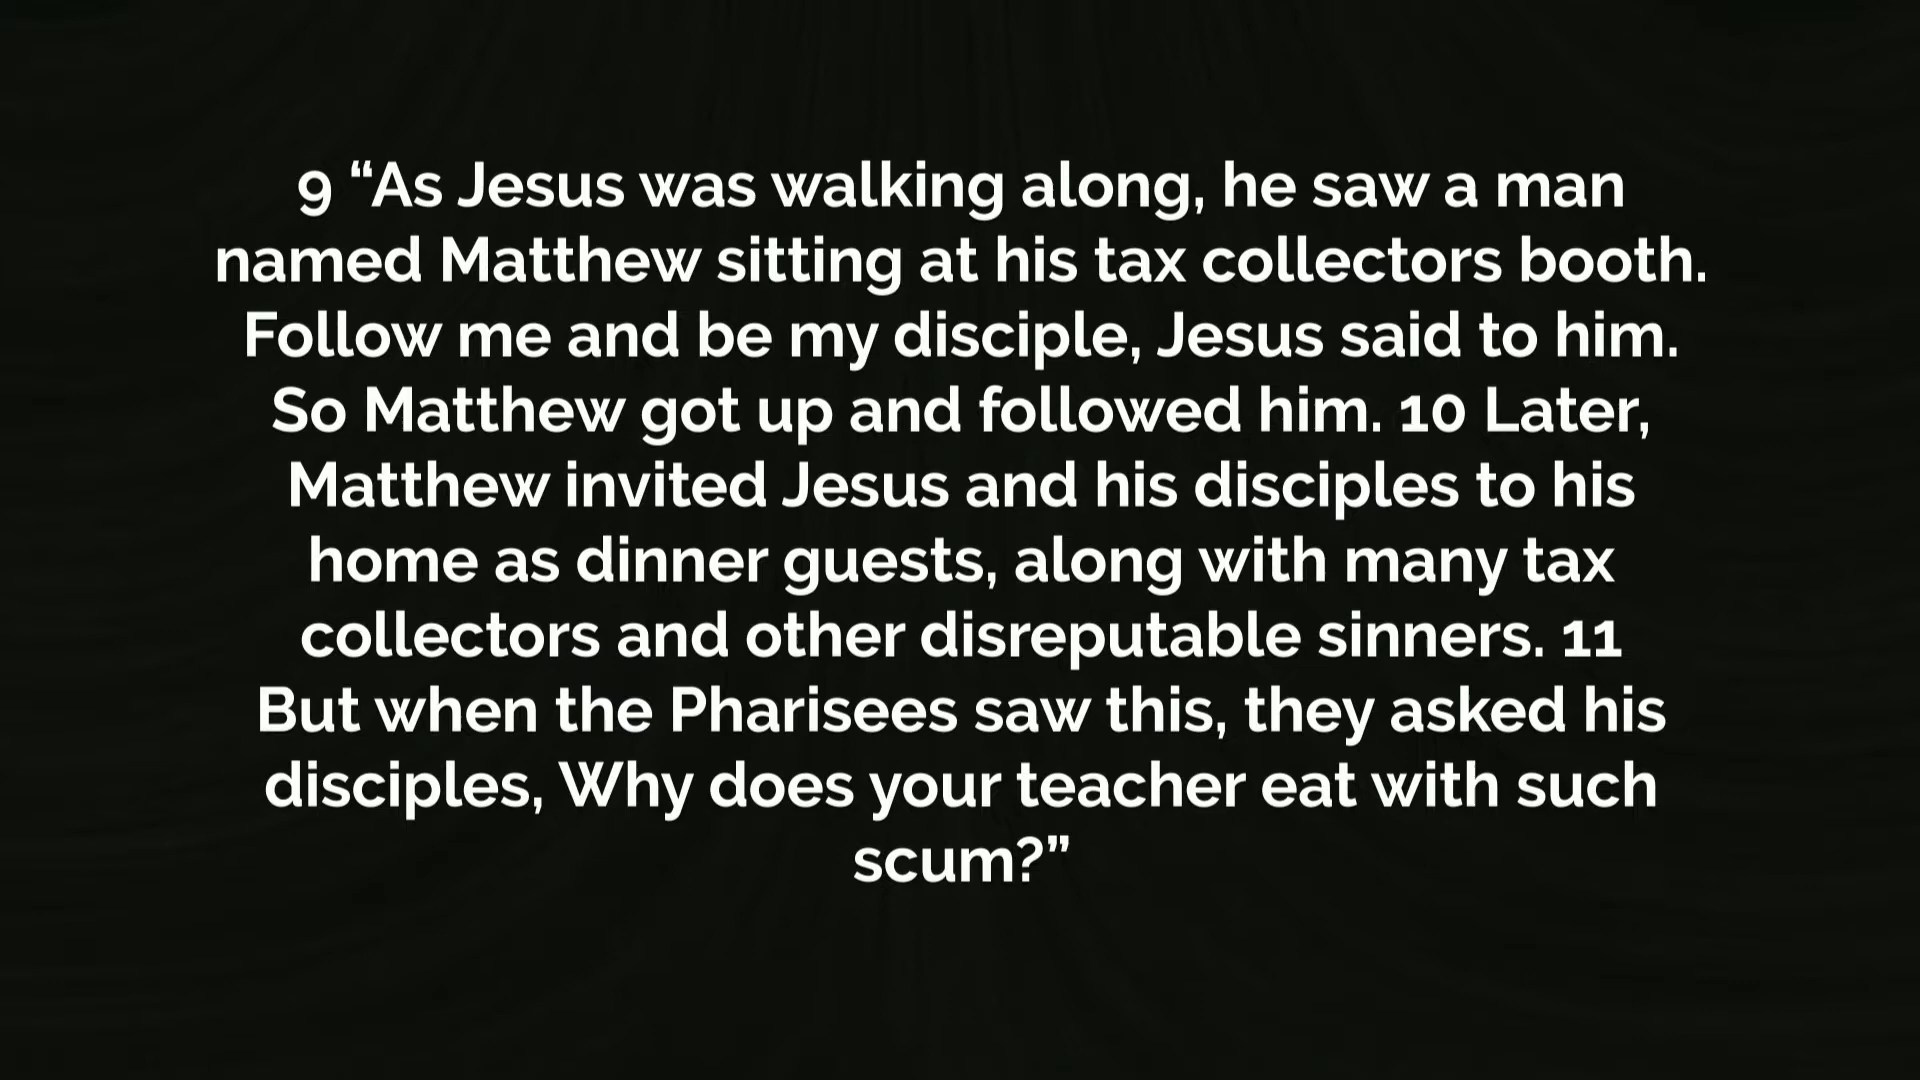 9 “As Jesus was walking along, he saw a man
named Matthew sitting at his tax collectors booth.
Follow me and be my disciple, Jesus said to him.
So Matthew got up and followed him. 10 Later,
Matthew invited Jesus and his disciples to his
home as dinner guests, along with many tax
collectors and other disreputable sinners. 11
But when the Pharisees saw this, they asked his
disciples, Why does your teacher eat with such
scum?”